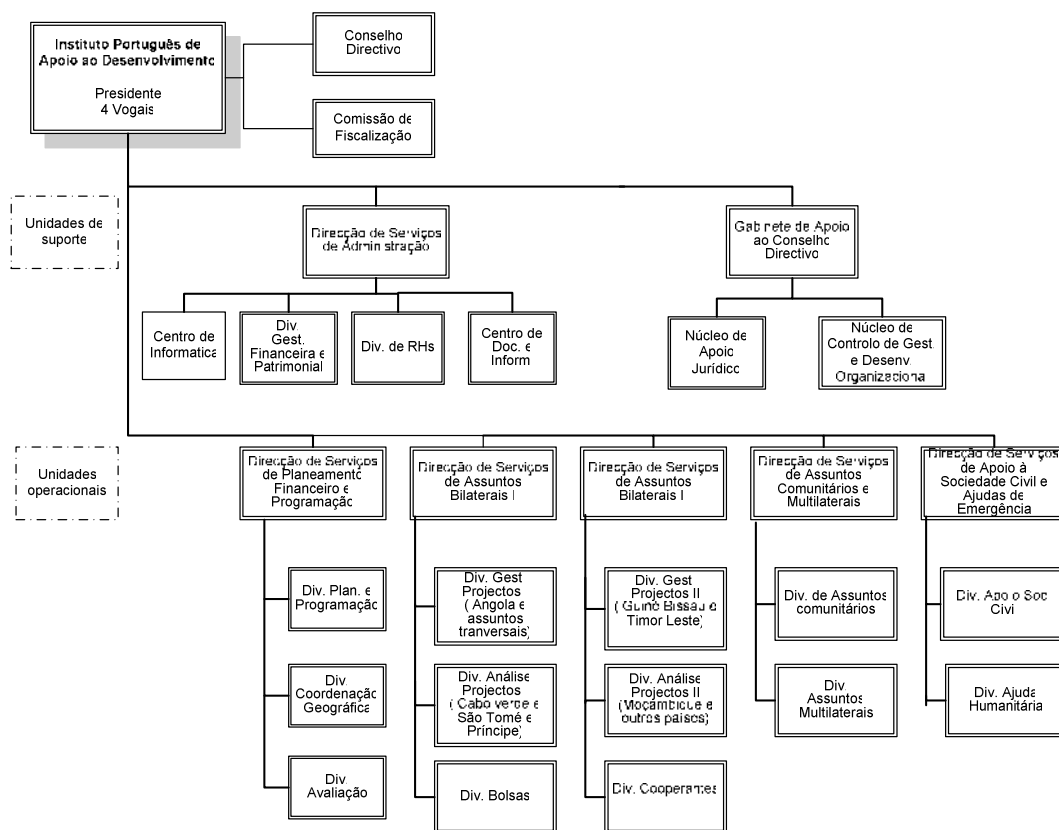 Instituto Português de
Apoio ao Desenvolvimento
Presidente
4 Vogais
Conselho
Directivo
Comissão de
Fiscalização
Unidades de
suporte
Direcção de Serviços
de Administração
Gabinete de Apoio
ao Conselho
Directivo
Centro de
Informatica
Div.
Gest.
Financeira e
Patrimonial
Div. de RHs
Centro de
Doc. e
Inform
Núcleo de
Apoio
Jurídico
Núcleo de
Controlo de Gest.
e Desenv.
Organizaciona
Unidades
operacionais
Direcção de Serviços
de Planeamento
Financeiro e
Programação
Direcção de Serviços
de Assuntos
Bilaterais I
Direcção de Serviços
de Assuntos
Bilaterais I
Direcção de Serviços
de Assuntos
Comunitários e
Multilaterais
Direcção de Serviços
de Apoio à
Sociedade Civil e
Ajudas de
Emergência
Div. Plan. e
Programação
Div.
Coordenação
Geográfica
Div.
Avaliação
Div. Gest
Projectos
( Angola e
assuntos
tranversais)
Div. Análise
Projectos
( Cabo verde e
São Tomé e
Príncipe)
Div. Bolsas
Div. Gest
Projectos II
( Guiné Bissau e
Timor Leste)
Div. Análise
Projectos II
(Moçambique e
outros países)
Div. Cooperantes
Div. de Assuntos
comunitários
Div.
Assuntos
Multilaterais
Div. Apoio Soc
Civi
Div. Ajuda
Humanitária